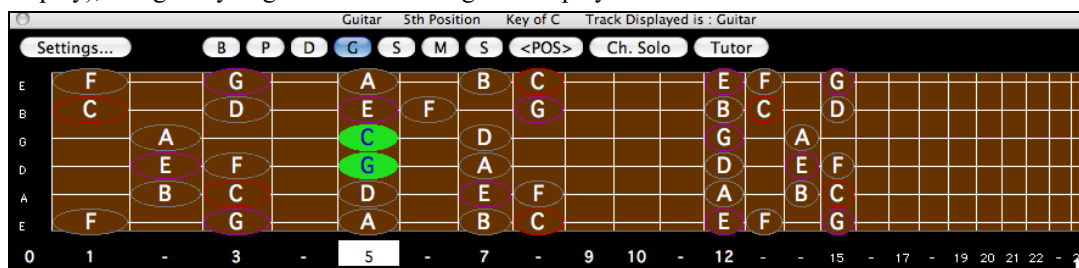 Guitar 5th Position Key of C Track Displayed is : Guitar
Settings... B P D G S M S <POS> Ch. Solo Tutor
E F G A B C E F G
B C D E F G B C D
G A C D G A
D E F G A D E F
A B C D E F A B C
E F G A B C E F G
0 1 - 3 - 5 - 7 - 9 10 - 12 - - 15 - 17 - 19 20 21 22 -